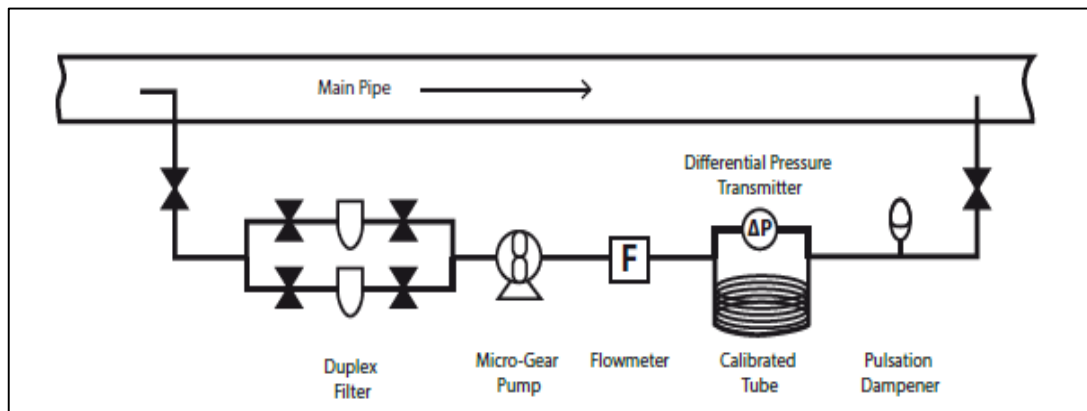 Main Pipe
Differential Pressure
Transmitter
ΔP
F
Duplex
Filter
Micro-Gear
Pump
Flowmeter
Calibrated
Tube
Pulsation
Dampener